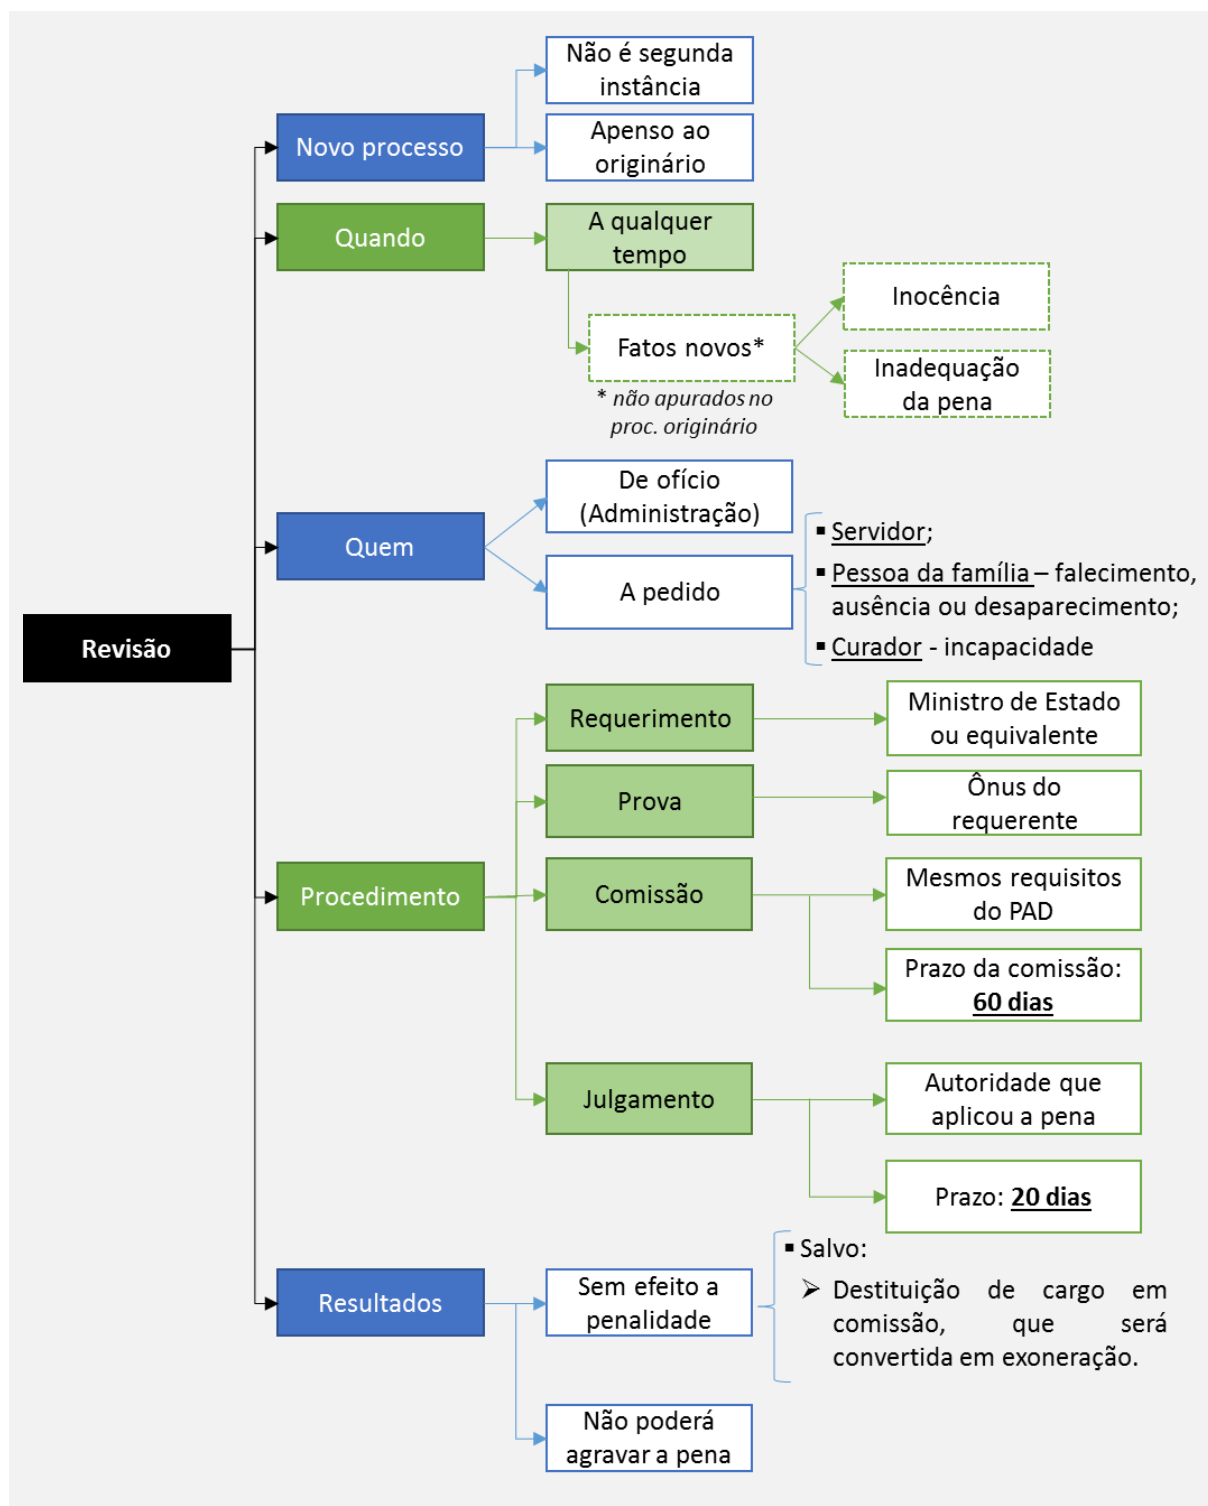 Não é segunda
instância
Novo processo
Apenso ao
originário
Quando
A qualquer
tempo
Inocência
Fatos novos*
Inadequação
da pena
* não apurados no
proc. originário
De ofício
(Administração)
Quem
A pedido
▪ Servidor;
▪ Pessoa da família – falecimento,
ausência ou desaparecimento;
▪ Curador - incapacidade
Revisão
Requerimento
Ministro de Estado
ou equivalente
Prova
Ônus do
requerente
Procedimento
Comissão
Mesmos requisitos
do PAD
Prazo da comissão:
60 dias
Julgamento
Autoridade que
aplicou a pena
Prazo: 20 dias
Resultados
Sem efeito a
penalidade
▪ Salvo:
➢ Destituição de cargo em
comissão, que será
convertida em exoneração.
Não poderá
agravar a pena